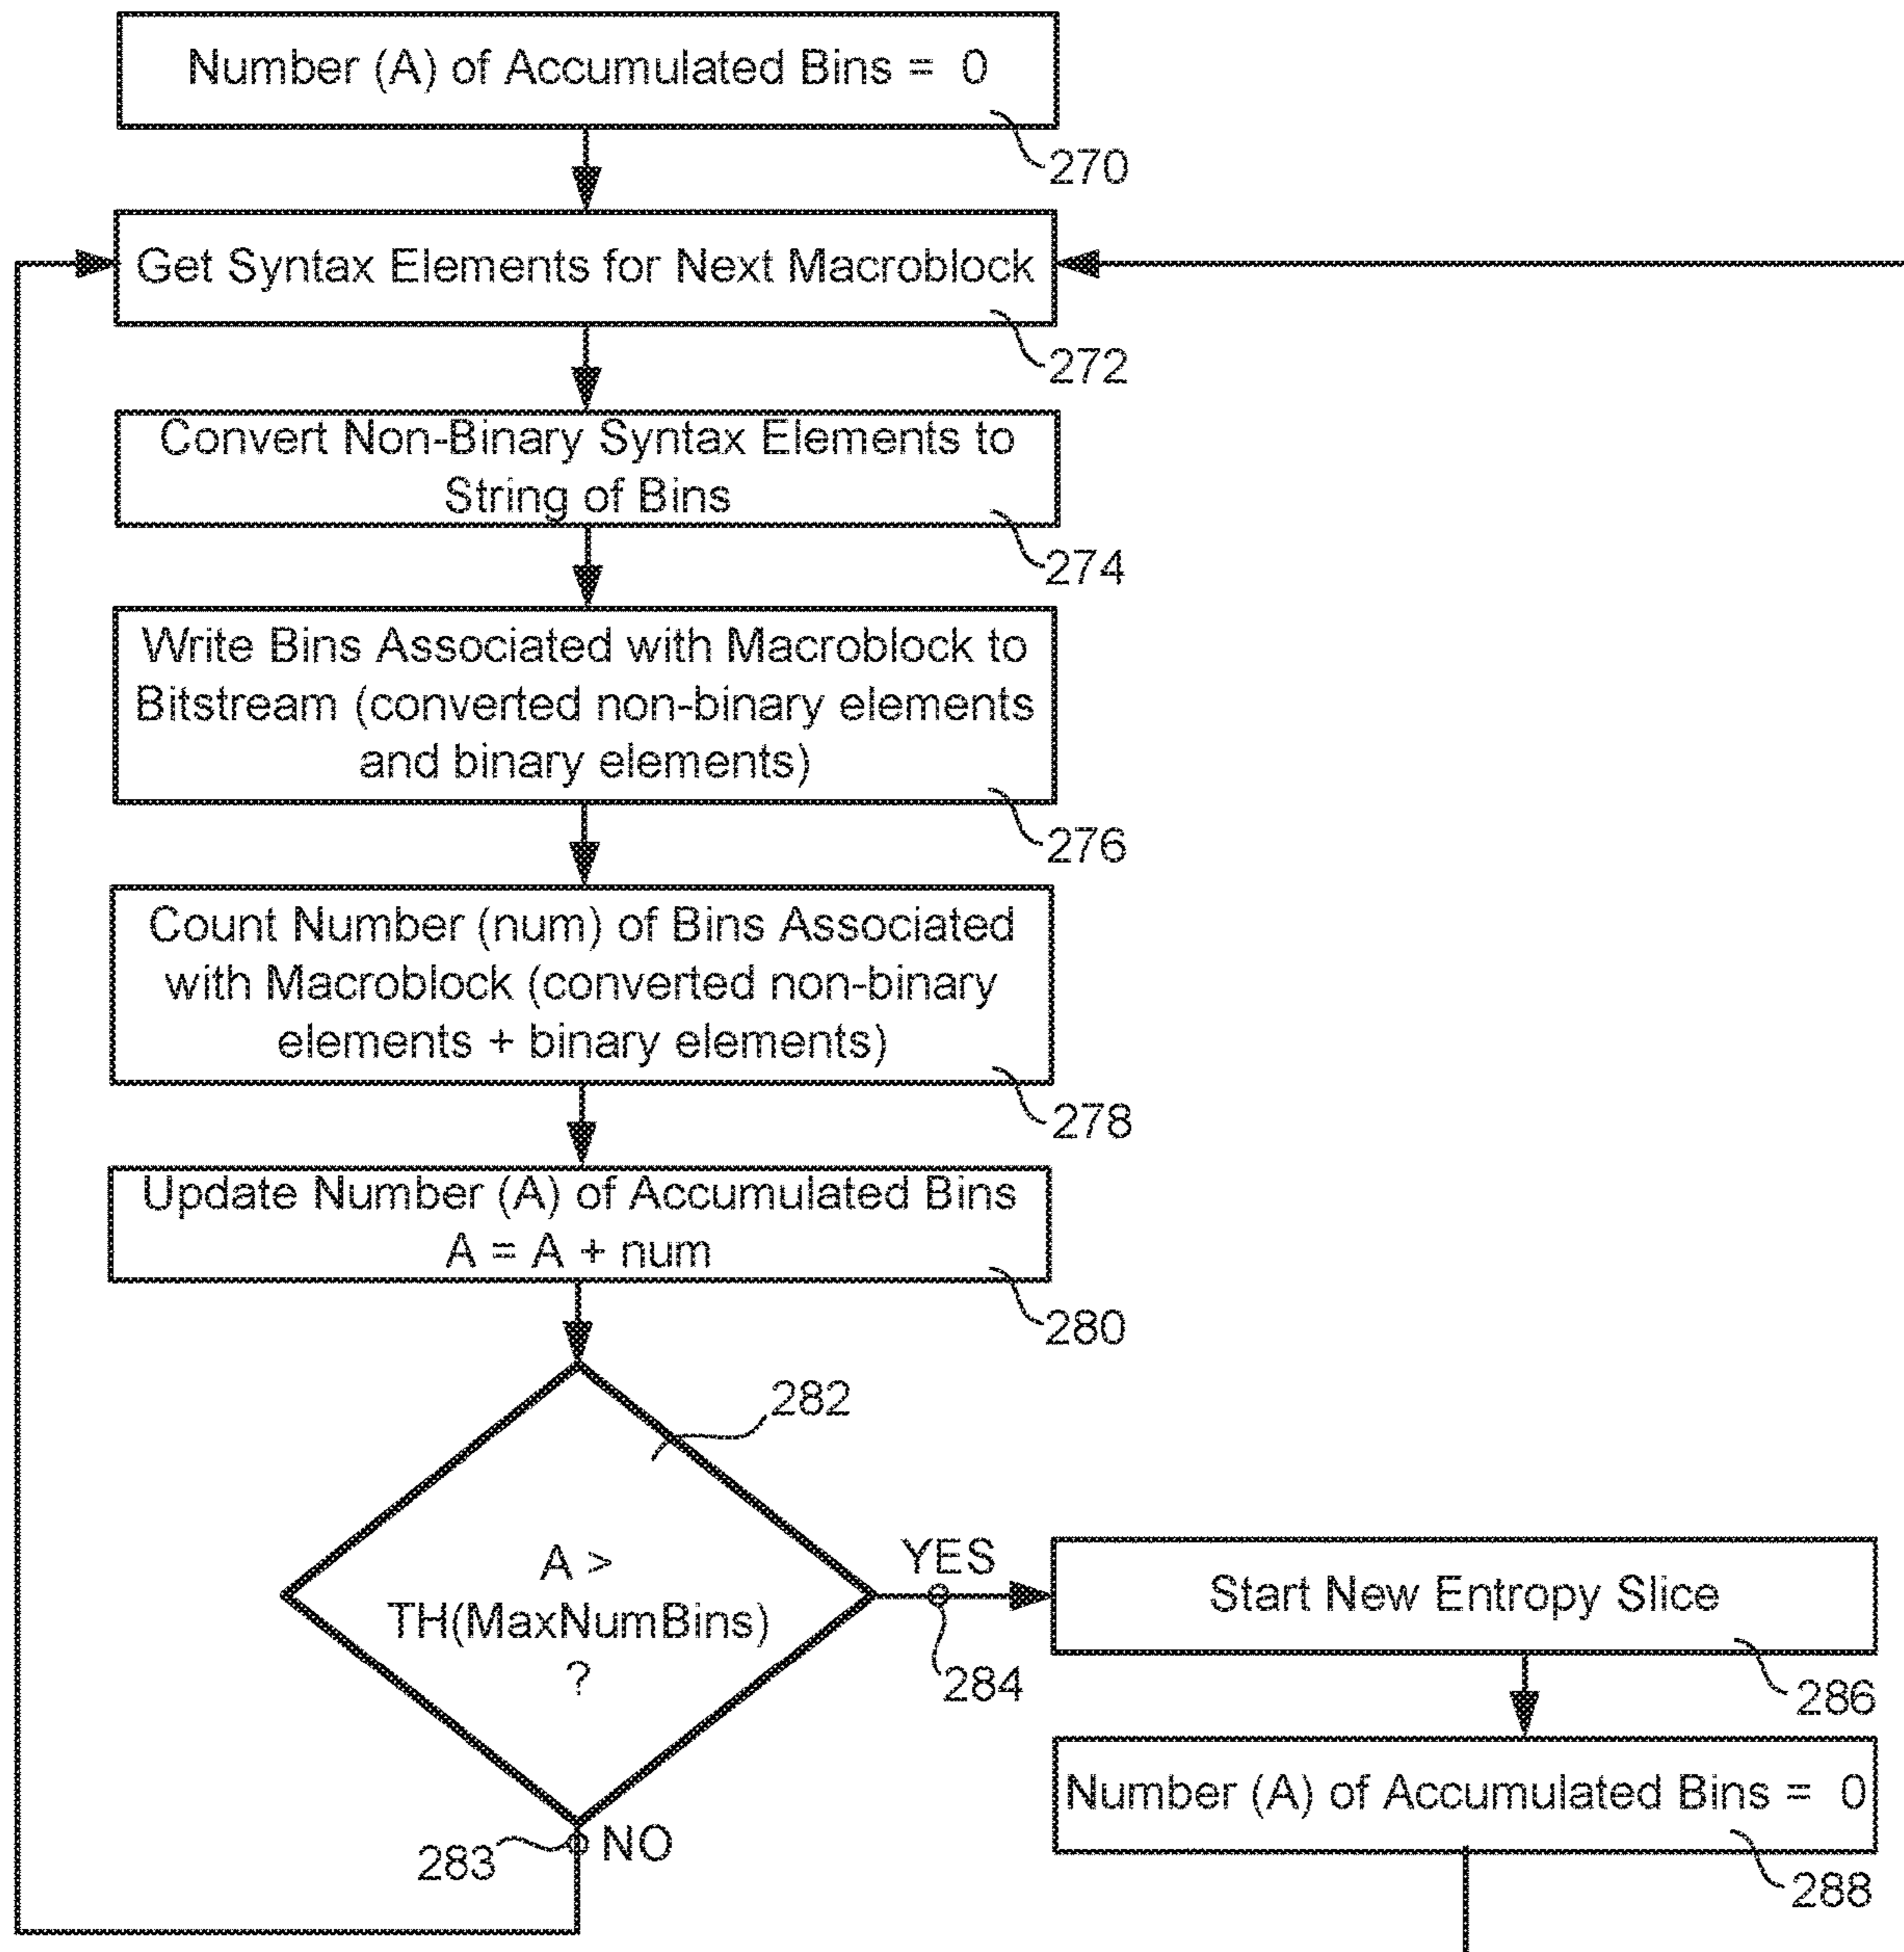 Number (A) of Accumulated Bins = 0
270
Get Syntax Elements for Next Macroblock
272
Convert Non-Binary Syntax Elements to
String of Bins
274
Write Bins Associated with Macroblock to
Bitstream (converted non-binary elements
and binary elements)
276
Count Number (num) of Bins Associated
with Macroblock (converted non-binary
elements + binary elements)
278
Update Number (A) of Accumulated Bins
A = A + num
280
282
A >
TH(MaxNumBins)
?
YES
284
Start New Entropy Slice
286
Number (A) of Accumulated Bins = 0
288
283
NO